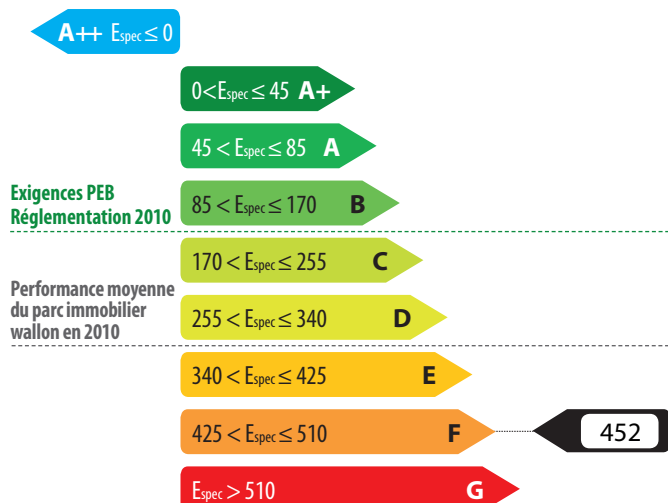 A++ Espec ≤ 0
0<Espec ≤ 45 A+
45 < Espec ≤ 85 A
Exigences PEB
Réglementation 2010
85 < Espec ≤ 170 B
170 < Espec ≤ 255 C
Performance moyenne
du parc immobilier
wallon en 2010
255 < Espec ≤ 340 D
340 < Espec ≤ 425 E
425 < Espec ≤ 510 F
452
Espec > 510 G